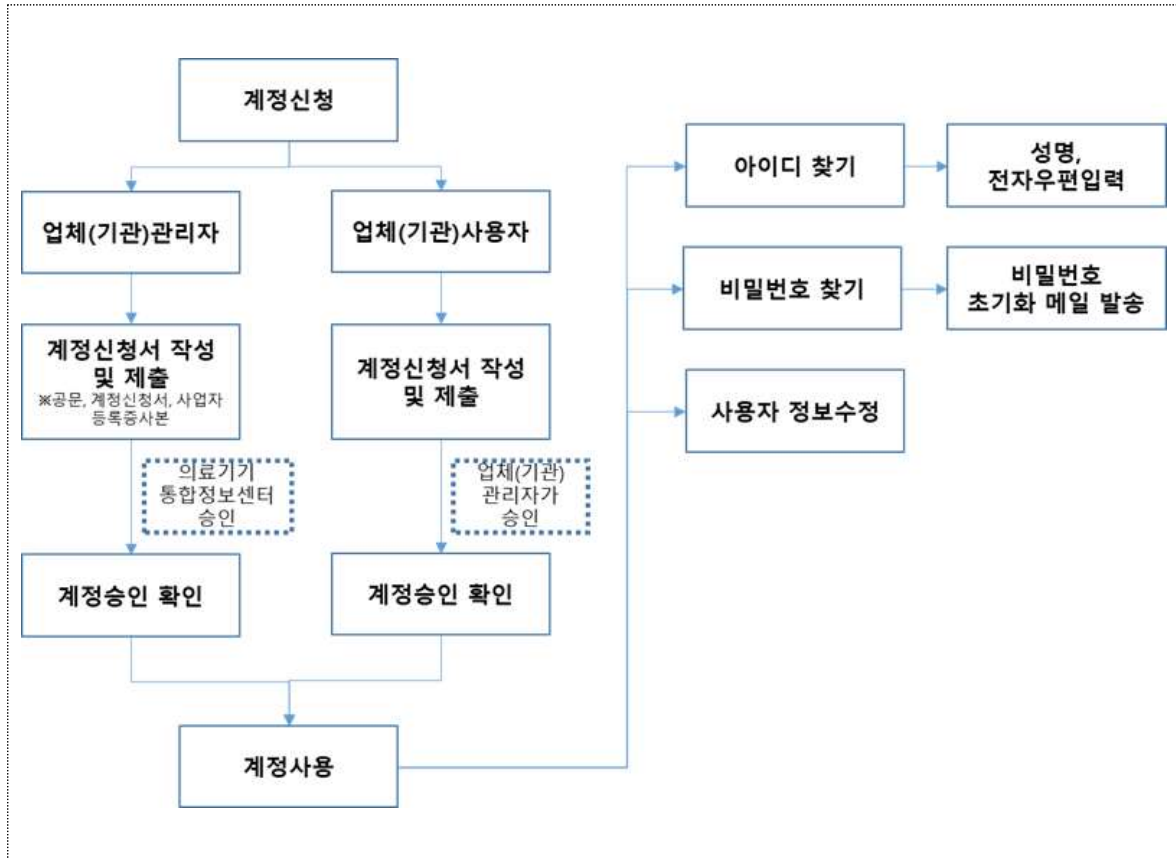 계정신청
업체(기관)관리자
업체(기관)사용자
계정신청서 작성
및 제출
※공문, 계정신청서, 사업자
등록증사본
계정신청서 작성
및 제출
의료기기
통합정보센터
승인
업체(기관)
관리자가
승인
계정승인 확인
계정승인 확인
계정사용
아이디 찾기
성명,
전자우편입력
비밀번호 찾기
비밀번호
초기화 메일 발송
사용자 정보수정